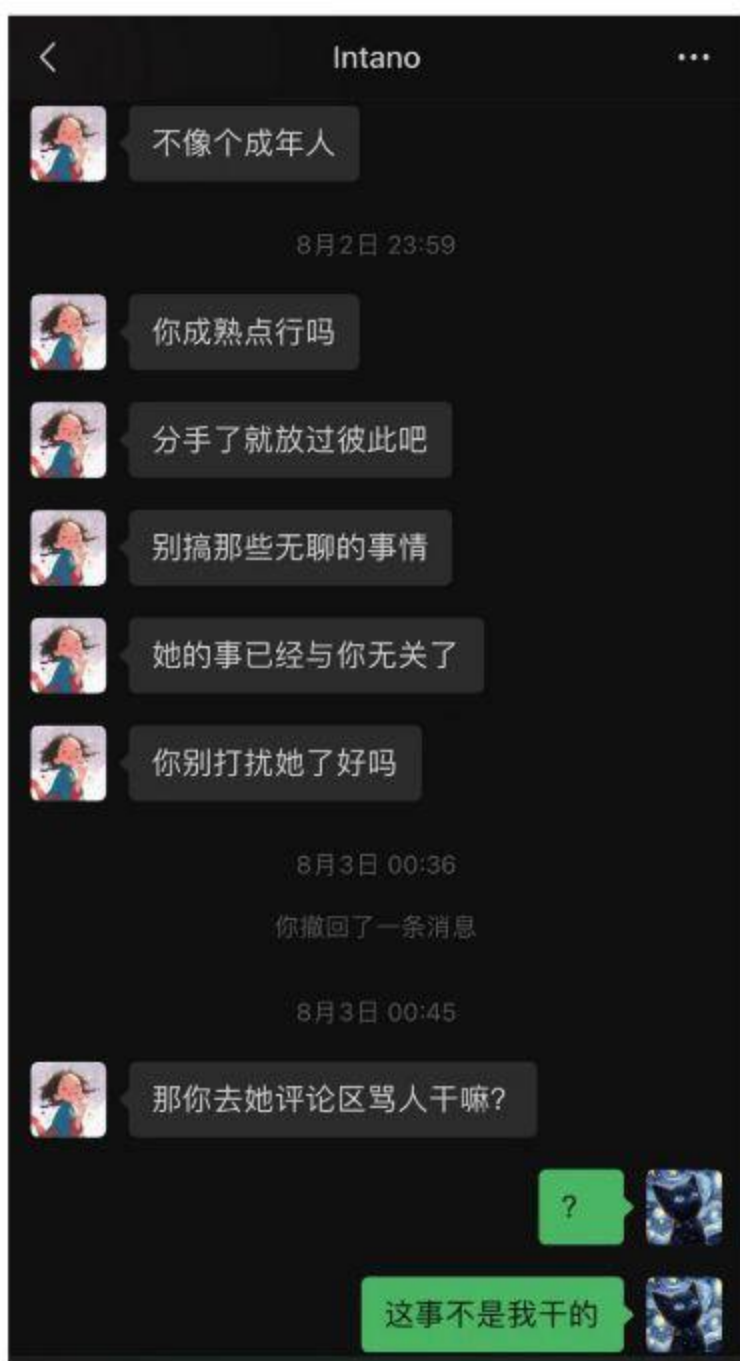 Intano
不像个成年人
8月2日 23:59
你成熟点行吗
分手了就放过彼此吧
别搞那些无聊的事情
她的事已经与你无关了
你别打扰她了好吗
8月3日 00:36
你撤回了一条消息
8月3日 00:45
那你去她评论区骂人干嘛?
?
这事不是我干的